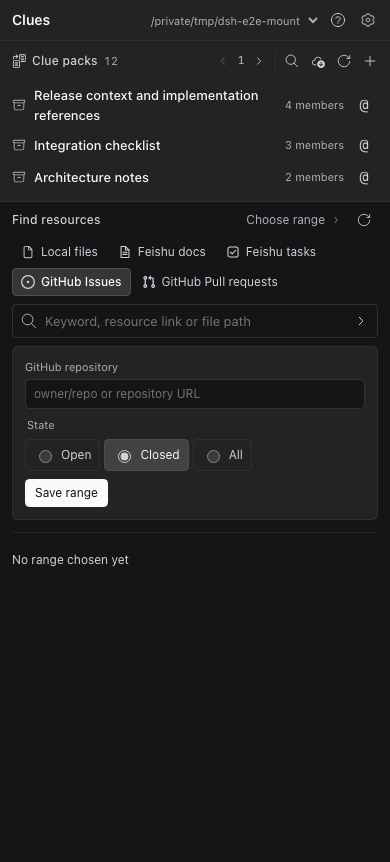 Clues
/private/tmp/dsh-e2e-mount
Clue packs 12
1
Release context and implementation
references
4 members
@
Integration checklist
3 members
@
Architecture notes
2 members
@
Find resources
Choose range
Local files
Feishu docs
Feishu tasks
GitHub Issues
GitHub Pull requests
Keyword, resource link or file path
GitHub repository
owner/repo or repository URL
State
Open
Closed
All
Save range
No range chosen yet